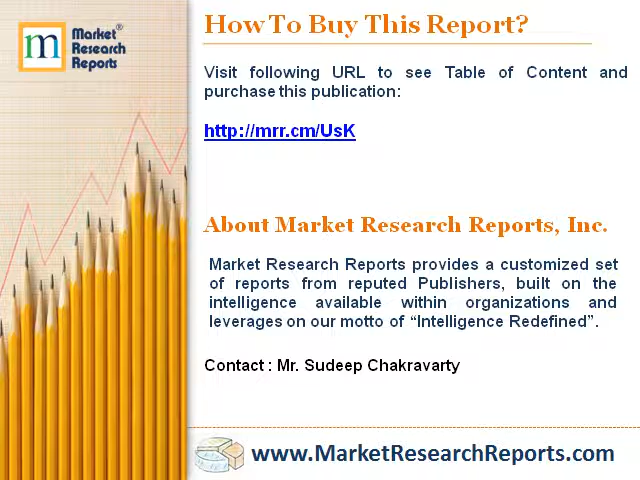 m
Market®
Research
Reports
How To Buy This Report?
Visit following URL to see Table of Content and
purchase this publication:
http://mrr.cm/UsK
About Market Research Reports, Inc.
Market Research Reports provides a customized set
of reports from reputed Publishers, built on the
intelligence available within organizations and
leverages on our motto of “Intelligence Redefined”.
Contact : Mr. Sudeep Chakravarty
www.MarketResearchReports.com